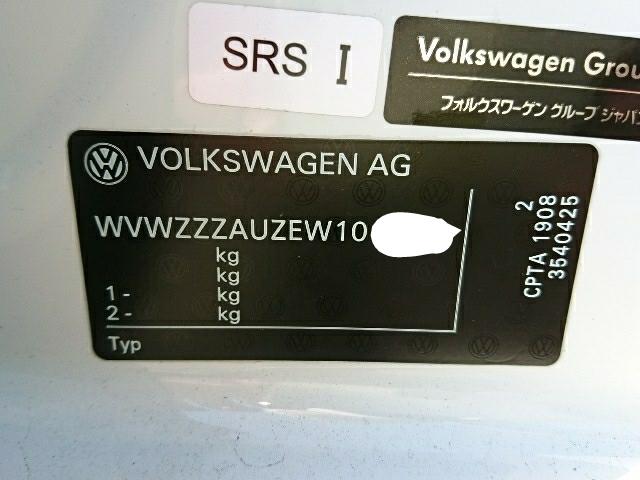 SRS I
Volkswagen Grou
フォルクスワーゲン グループ ジャパン
VOLKSWAGEN AG
WVWZZZAUZEW10
kg
kg
1 - kg
2 - kg
Typ
2
CPTA 1908
3540425